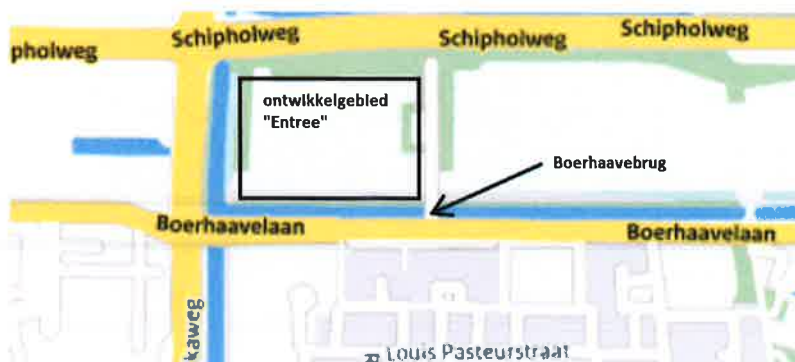 Schipholweg
Schipholweg
Schipholweg
pholweg
ontwikkelgebied
"Entree"
Boerhaavebrug
Boerhaavelaan
Boerhaavelaan
kaweg
Louis Pasteurstraat